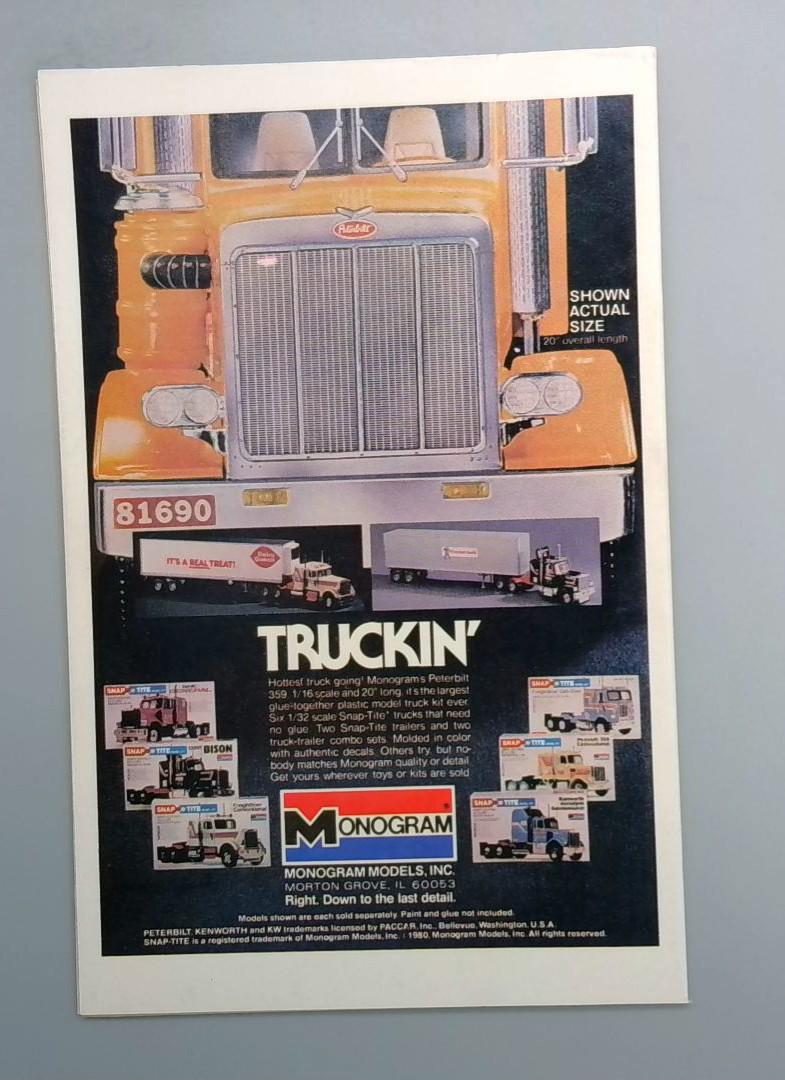 Peterbilt
SHOWN
ACTUAL
SIZE
20" overall length
81690
IT'S A REAL TREAT!
Dairy
Queen
TRUCKIN'
Hottest truck going! Monogram's Peterbilt
359. 1/16 scale and 20" long, it's the largest
glue-together plastic model truck kit ever.
Six 1/32 scale Snap-Tite® trucks that need
no glue. Two Snap-Tite trailers and two
truck-trailer combo sets. Molded in color
with authentic decals. Others try, but no-
body matches Monogram quality or detail.
Get yours wherever toys or kits are sold.
SNAP TITE
SNAP TITE
BISON
SNAP TITE
Freightliner
Conventional
SNAP TITE
SNAP TITE
Peterbilt 359
Conventional
SNAP TITE
Kenworth
Aerodyne
MONOGRAM
MONOGRAM MODELS, INC.
MORTON GROVE, IL 60053
Right. Down to the last detail.
Models shown are each sold separately. Paint and glue not included.
PETERBILT, KENWORTH and KW trademarks licensed by PACCAR, Inc., Bellevue, Washington, U.S.A.
SNAP-TITE is a registered trademark of Monogram Models, Inc. 1980, Monogram Models, Inc. All rights reserved.